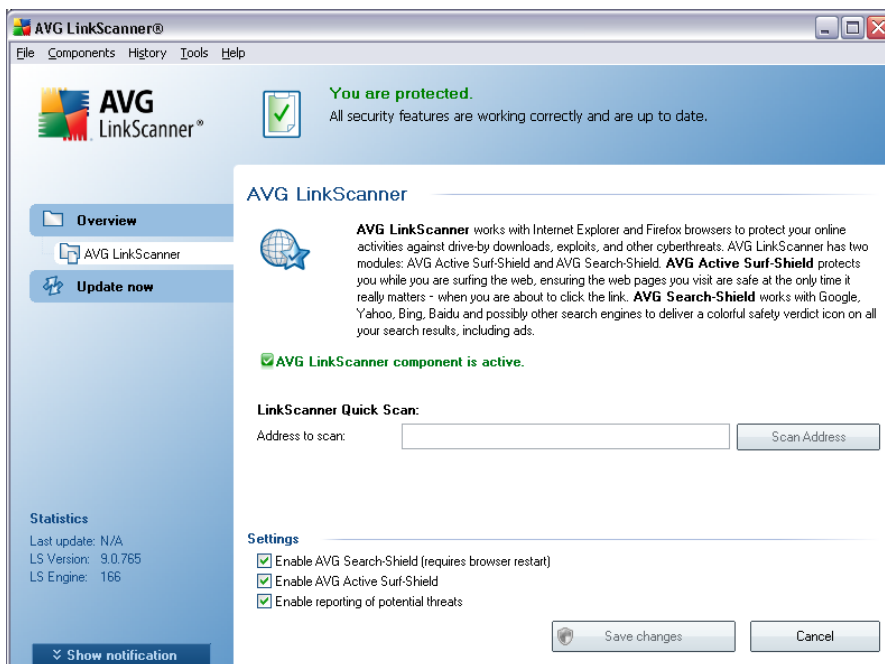 AVG LinkScanner®
File Components History Tools Help
AVG
LinkScanner®
You are protected.
All security features are working correctly and are up to date.
Overview
AVG LinkScanner
Update now
AVG LinkScanner
AVG LinkScanner works with Internet Explorer and Firefox browsers to protect your online
activities against drive-by downloads, exploits, and other cyberthreats. AVG LinkScanner has two
modules: AVG Active Surf-Shield and AVG Search-Shield. AVG Active Surf-Shield protects
you while you are surfing the web, ensuring the web pages you visit are safe at the only time it
really matters - when you are about to click the link. AVG Search-Shield works with Google,
Yahoo, Bing, Baidu and possibly other search engines to deliver a colorful safety verdict icon on all
your search results, including ads.
AVG LinkScanner component is active.
LinkScanner Quick Scan:
Address to scan:
Scan Address
Statistics
Last update: N/A
LS Version: 9.0.765
LS Engine: 166
Settings
Enable AVG Search-Shield (requires browser restart)
Enable AVG Active Surf-Shield
Enable reporting of potential threats
Save changes
Cancel
Show notification